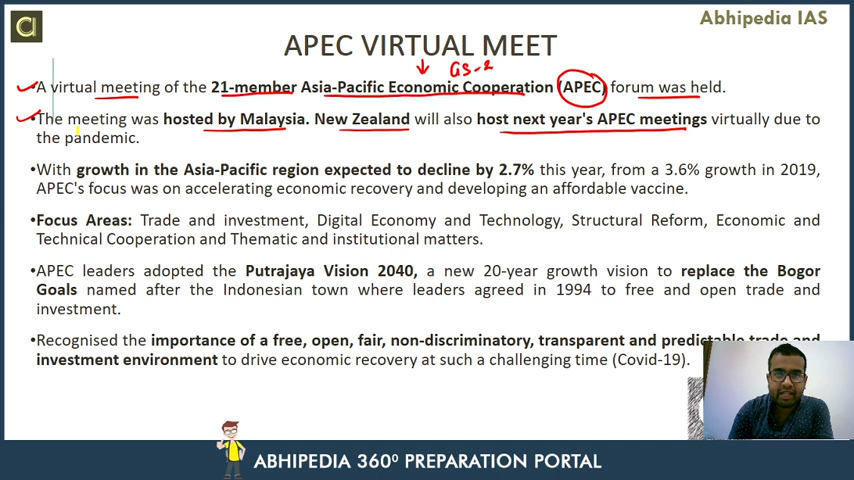 Abhipedia IAS
APEC VIRTUAL MEET
GS-2
•A virtual meeting of the 21-member Asia-Pacific Economic Cooperation (APEC) forum was held.
•The meeting was hosted by Malaysia. New Zealand will also host next year's APEC meetings virtually due to
the pandemic.
•With growth in the Asia-Pacific region expected to decline by 2.7% this year, from a 3.6% growth in 2019,
APEC's focus was on accelerating economic recovery and developing an affordable vaccine.
•Focus Areas: Trade and investment, Digital Economy and Technology, Structural Reform, Economic and
Technical Cooperation and Thematic and institutional matters.
•APEC leaders adopted the Putrajaya Vision 2040, a new 20-year growth vision to replace the Bogor
Goals named after the Indonesian town where leaders agreed in 1994 to free and open trade and
investment.
•Recognised the importance of a free, open, fair, non-discriminatory, transparent and predictable trade and
investment environment to drive economic recovery at such a challenging time (Covid-19).
ABHIPEDIA 360⁰ PREPARATION PORTAL